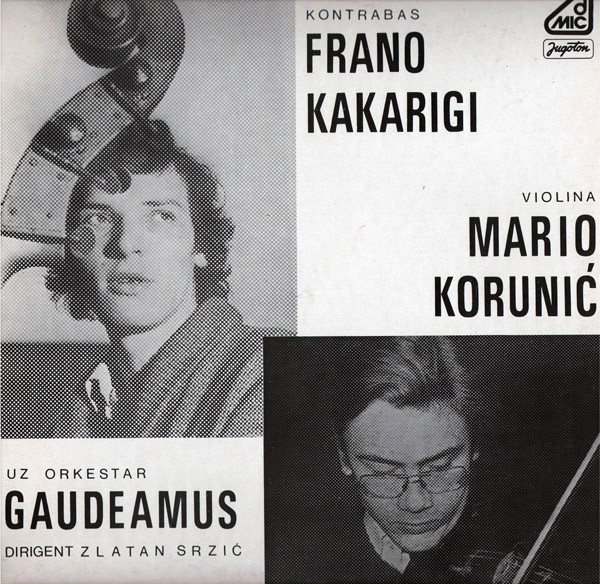 KONTRABAS
FRANO
KAKARIGI
d
MIC
Jugoton
VIOLINA
MARIO
KORUNIĆ
UZ ORKESTAR
GAUDEAMUS
DIRIGENT ZLATAN SRZIĆ